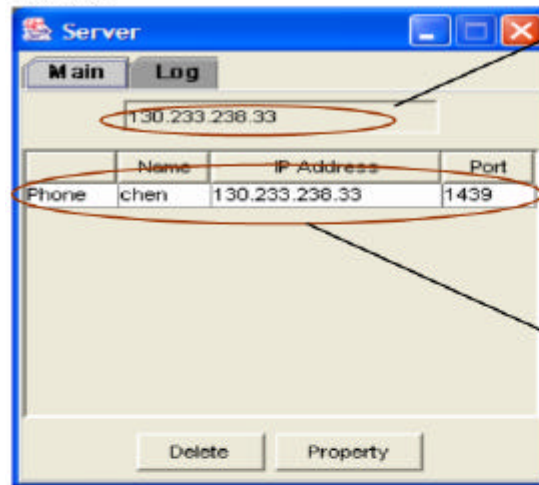 Server
Main Log
130.233.238.33
Name IP Address Port
Phone chen 130.233.238.33 1439
Delete Property